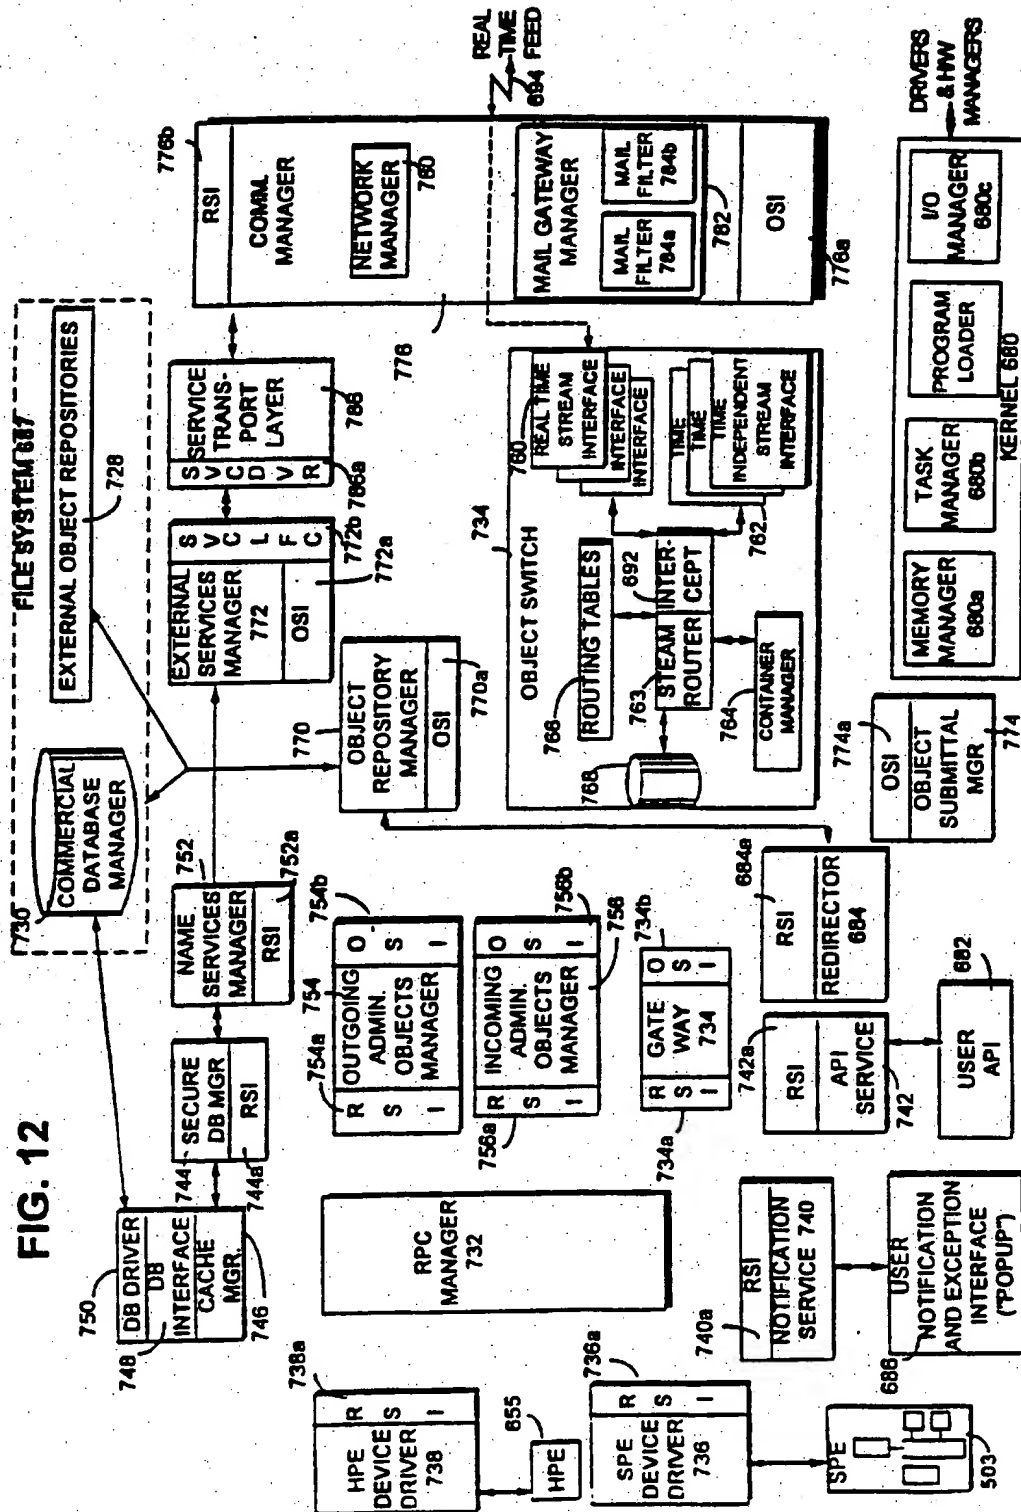 FIG. 12
FILE SYSTEM 687
EXTERNAL OBJECT REPOSITORIES
728
COMMERCIAL
DATABASE
MANAGER
730
750
DB DRIVER
DB
INTERFACE
CACHE
MGR.
748
746
744
SECURE
DB MGR
RSI
744a
NAME
SERVICES
MANAGER
RSI
752
752a
EXTERNAL
SERVICES
MANAGER
772
OSI
S
V
C
L
F
C
772b
772a
S
V
C
D
V
R
SERVICE
TRANS-
PORT
LAYER
786
786a
776b
RSI
COMM
MANAGER
NETWORK
MANAGER
780
776
MAIL GATEWAY
MANAGER
MAIL
FILTER
784a
MAIL
FILTER
784b
782
OSI
776a
REAL
TIME
FEED
694
738a
HPE
DEVICE
DRIVER
738
R
S
I
655
HPE
RPC
MANAGER
732
754
754a
754b
R
S
I
OUTGOING
ADMIN.
OBJECTS
MANAGER
O
S
I
770
OBJECT
REPOSITORY
MANAGER
OSI
770a
734
OBJECT SWITCH
760
REAL TIME
STREAM
INTERFACE
INTERFACE
INTERFACE
766
ROUTING TABLES
692
763
STEAM
ROUTER
INTER-
CEPT
TIME
TIME
TIME
INDEPENDENT
STREAM
INTERFACE
762
764
CONTAINER
MANAGER
768
756a
R
S
I
INCOMING
ADMIN.
OBJECTS
MANAGER
O
S
I
756b
756
736a
SPE
DEVICE
DRIVER
736
R
S
I
SPE
503
734b
R
S
I
GATE
WAY
734
O
S
I
734a
740a
RSI
NOTIFICATION
SERVICE 740
686
USER
NOTIFICATION
AND EXCEPTION
INTERFACE
("POPUP")
742a
RSI
API
SERVICE
742
USER
API
682
684a
RSI
REDIRECTOR
684
774a
OSI
OBJECT
SUBMITTAL
MGR
774
MEMORY
MANAGER
680a
TASK
MANAGER
680b
PROGRAM
LOADER
I/O
MANAGER
680c
KERNEL 680
DRIVERS
& HW
MANAGERS